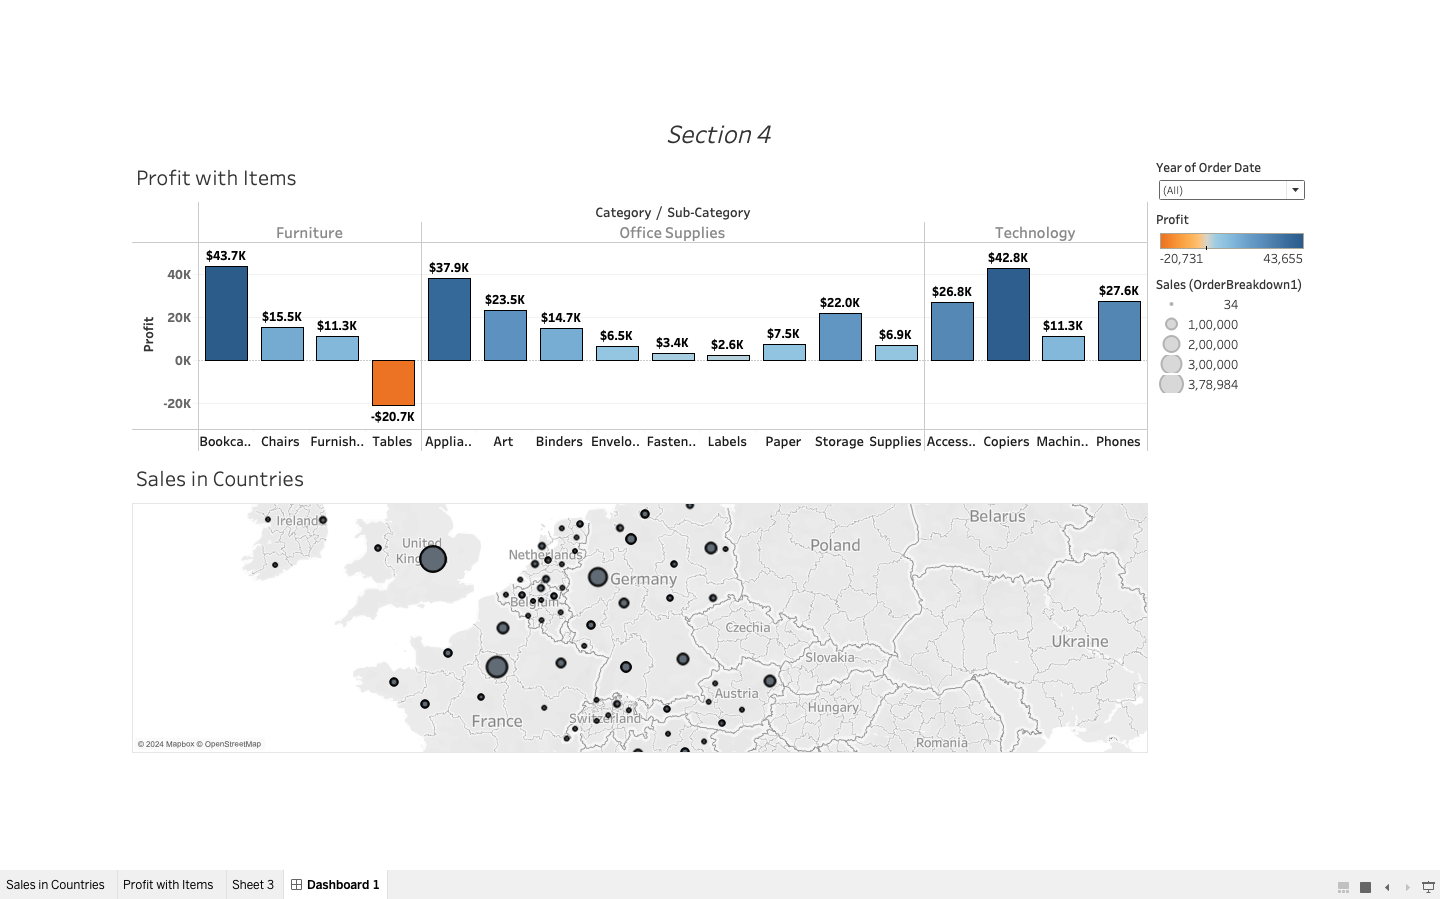 Section 4
Profit with Items
Category / Sub-Category
Furniture Office Supplies Technology
40K
20K
0K
-20K
Profit
$43.7K $15.5K $11.3K -$20.7K $37.9K $23.5K $14.7K $6.5K $3.4K $2.6K $7.5K $22.0K $6.9K $26.8K $42.8K $11.3K $27.6K
Bookca.. Chairs Furnish.. Tables Applia.. Art Binders Envelo.. Fasten.. Labels Paper Storage Supplies Access.. Copiers Machin.. Phones
Year of Order Date
(All)
Profit
-20,731 43,655
Sales (OrderBreakdown1)
34
1,00,000
2,00,000
3,00,000
3,78,984
Sales in Countries
Ireland
United
King
Netherlands
Belgium
Germany
Poland
Belarus
Czechia
Ukraine
Slovakia
Austria
Hungary
France
Switzerland
Romania
© 2024 Mapbox © OpenStreetMap
Sales in Countries Profit with Items Sheet 3 Dashboard 1